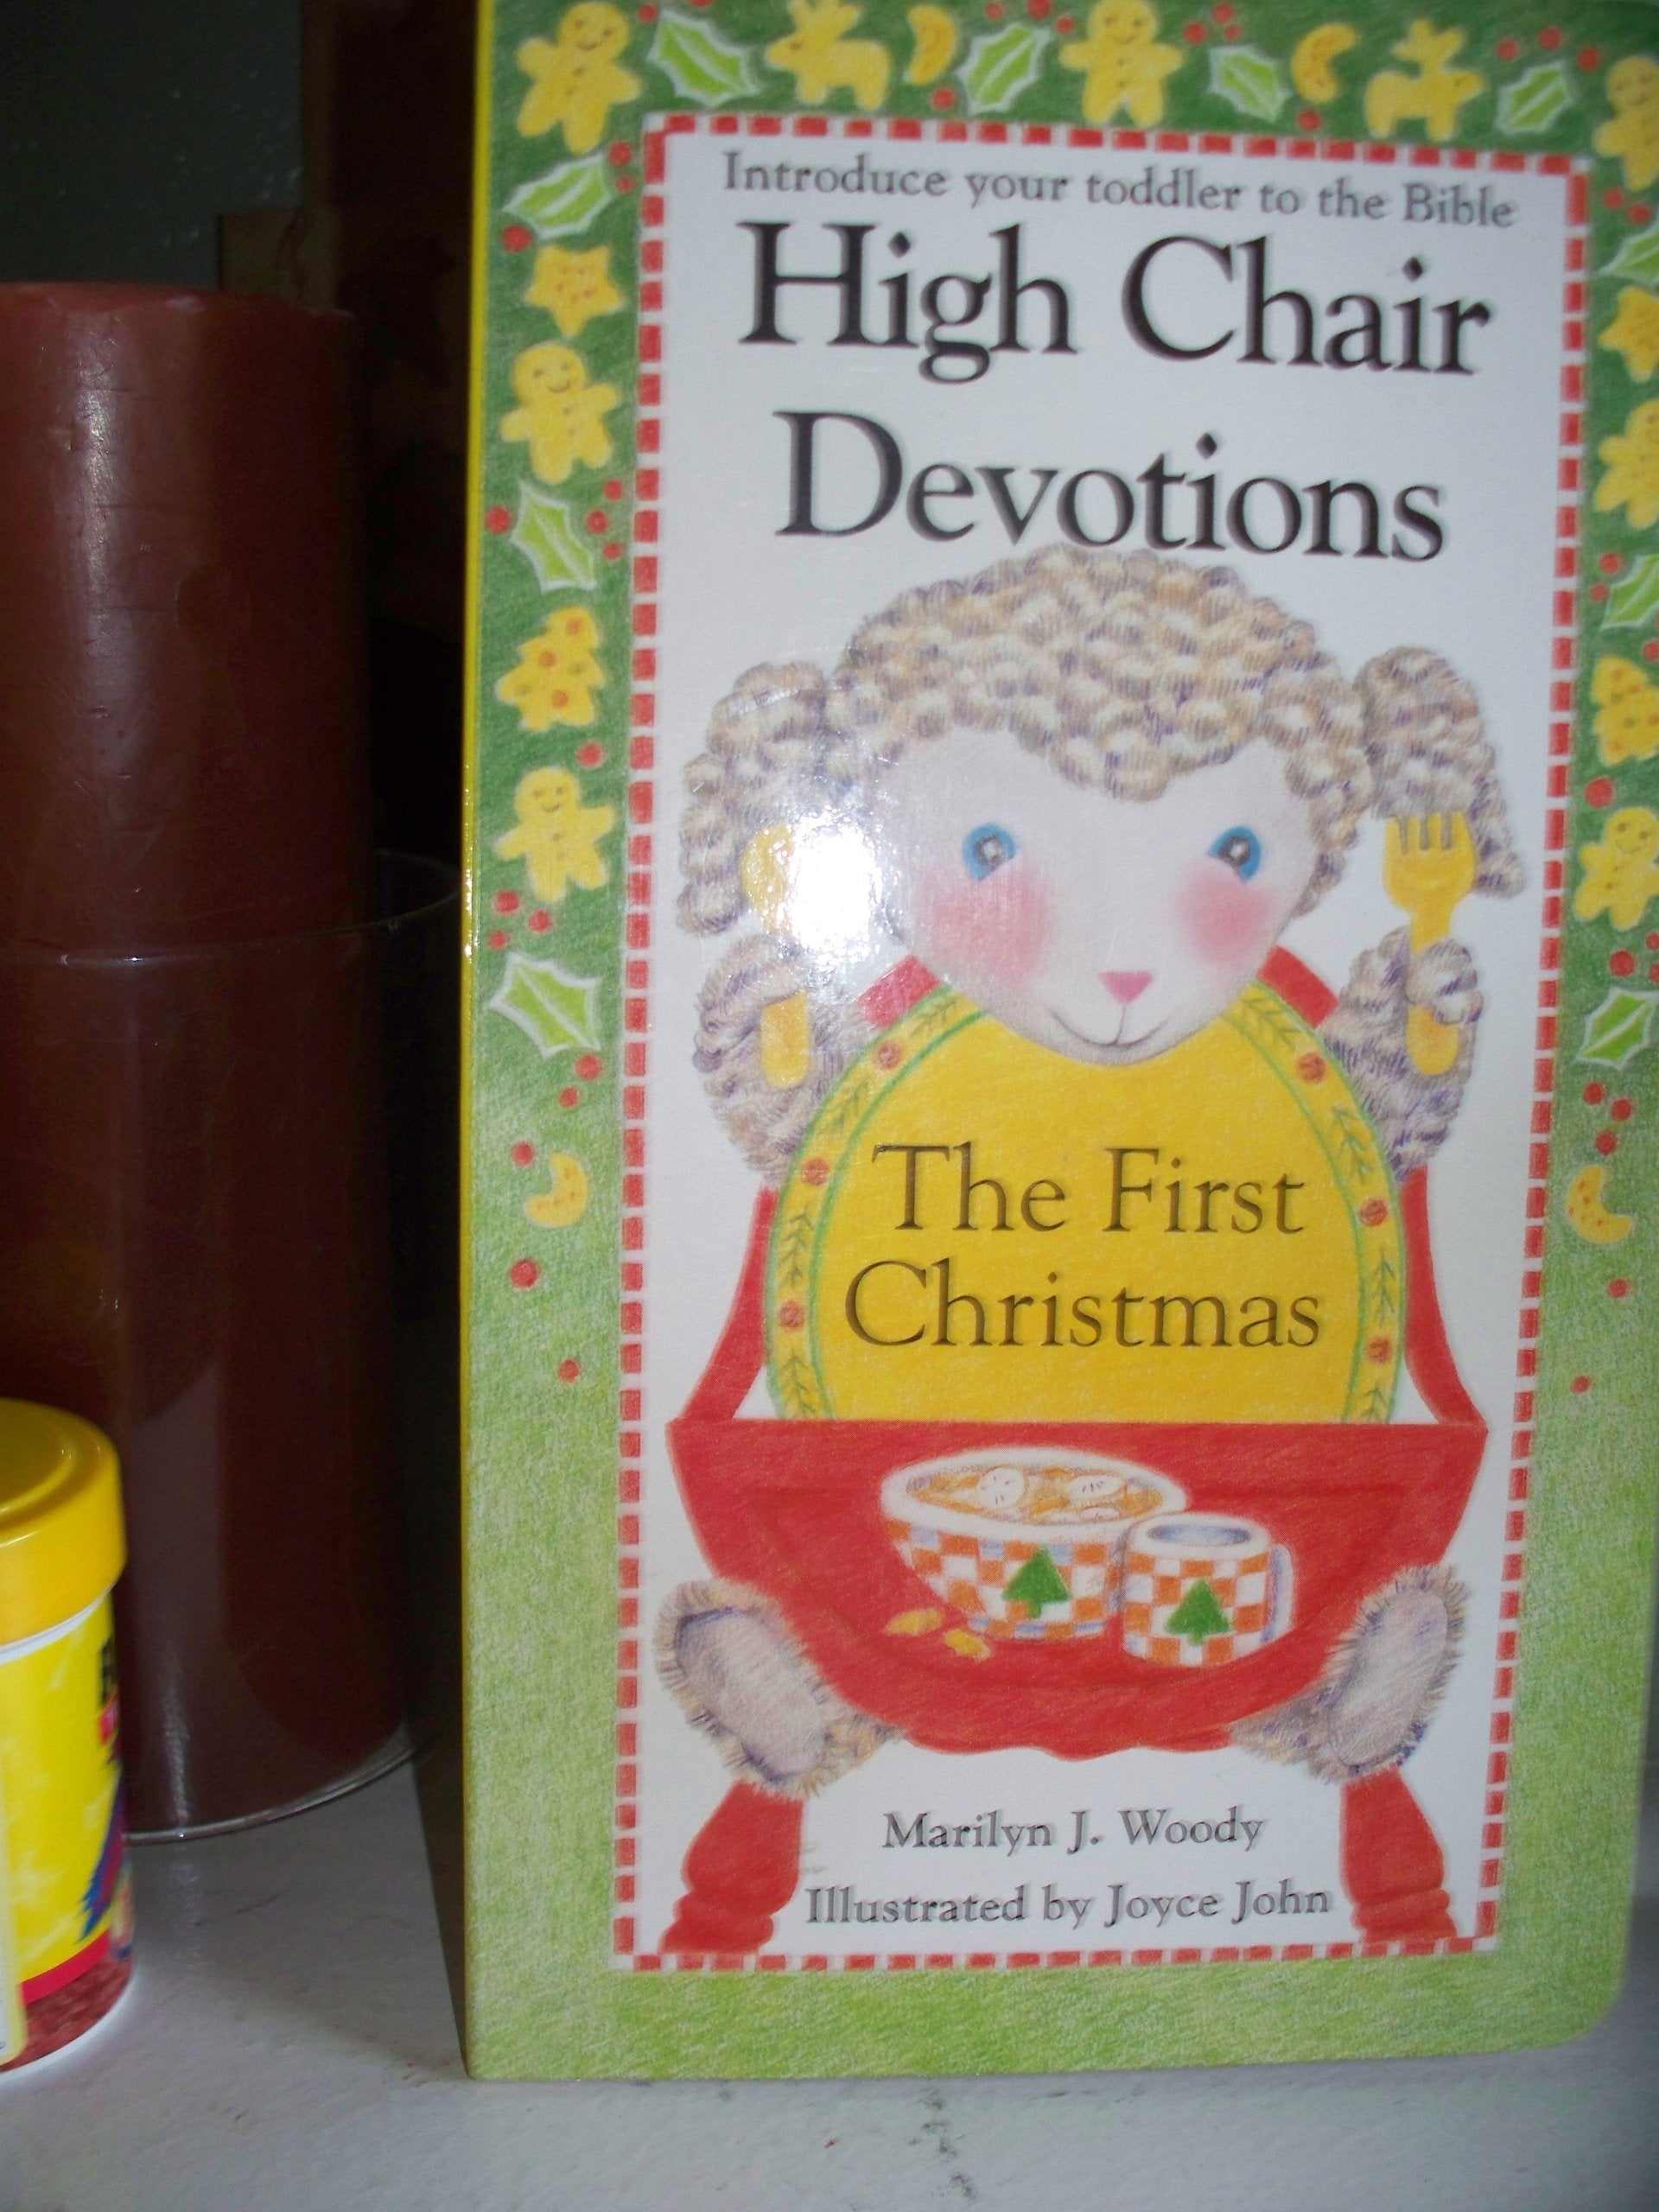 Introduce your toddler to the Bible
High Chair
Devotions
The First
Christmas
Marilyn J. Woody
Illustrated by Joyce John